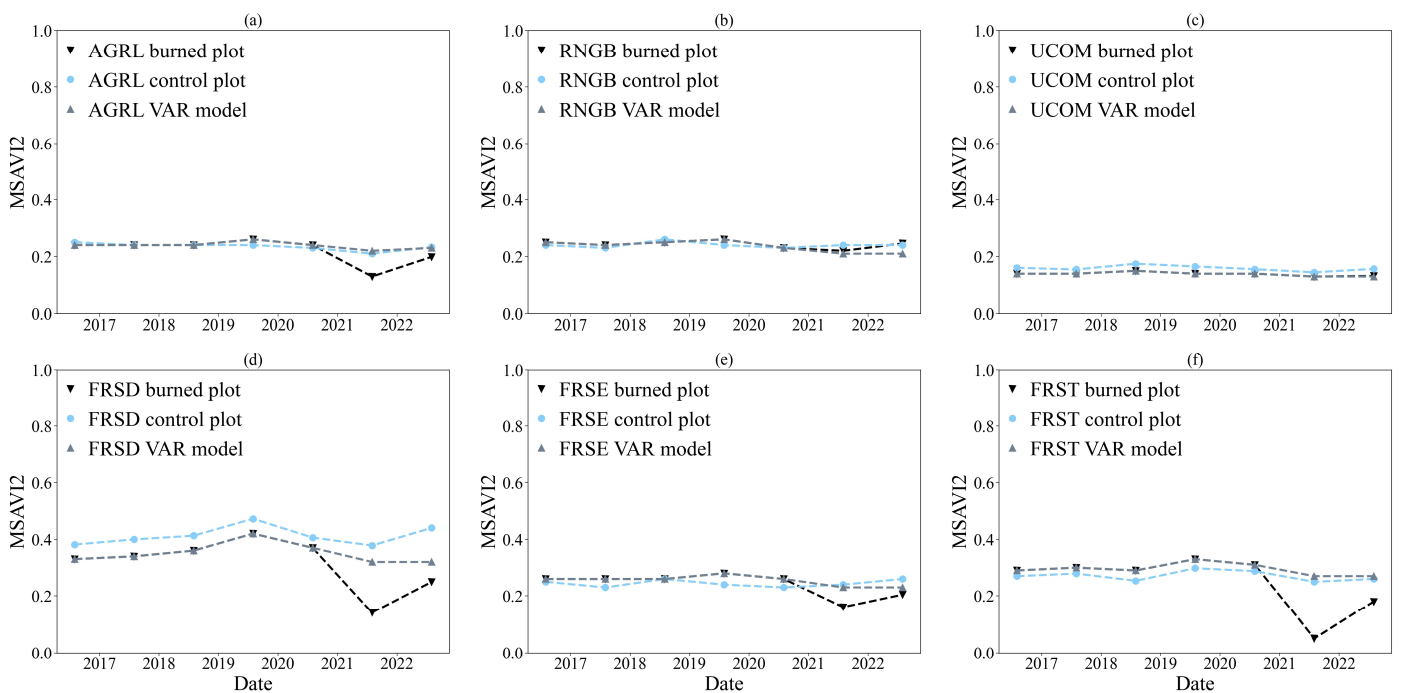 (a)
1.0
0.8
0.6
0.4
0.2
0.0
MSAVI2
AGRL burned plot
AGRL control plot
AGRL VAR model
2017 2018 2019 2020 2021 2022
(b)
1.0
0.8
0.6
0.4
0.2
0.0
MSAVI2
RNGB burned plot
RNGB control plot
RNGB VAR model
2017 2018 2019 2020 2021 2022
(c)
1.0
0.8
0.6
0.4
0.2
0.0
MSAVI2
UCOM burned plot
UCOM control plot
UCOM VAR model
2017 2018 2019 2020 2021 2022
(d)
1.0
0.8
0.6
0.4
0.2
0.0
MSAVI2
FRSD burned plot
FRSD control plot
FRSD VAR model
2017 2018 2019 2020 2021 2022
Date
(e)
1.0
0.8
0.6
0.4
0.2
0.0
MSAVI2
FRSE burned plot
FRSE control plot
FRSE VAR model
2017 2018 2019 2020 2021 2022
Date
(f)
1.0
0.8
0.6
0.4
0.2
0.0
MSAVI2
FRST burned plot
FRST control plot
FRST VAR model
2017 2018 2019 2020 2021 2022
Date